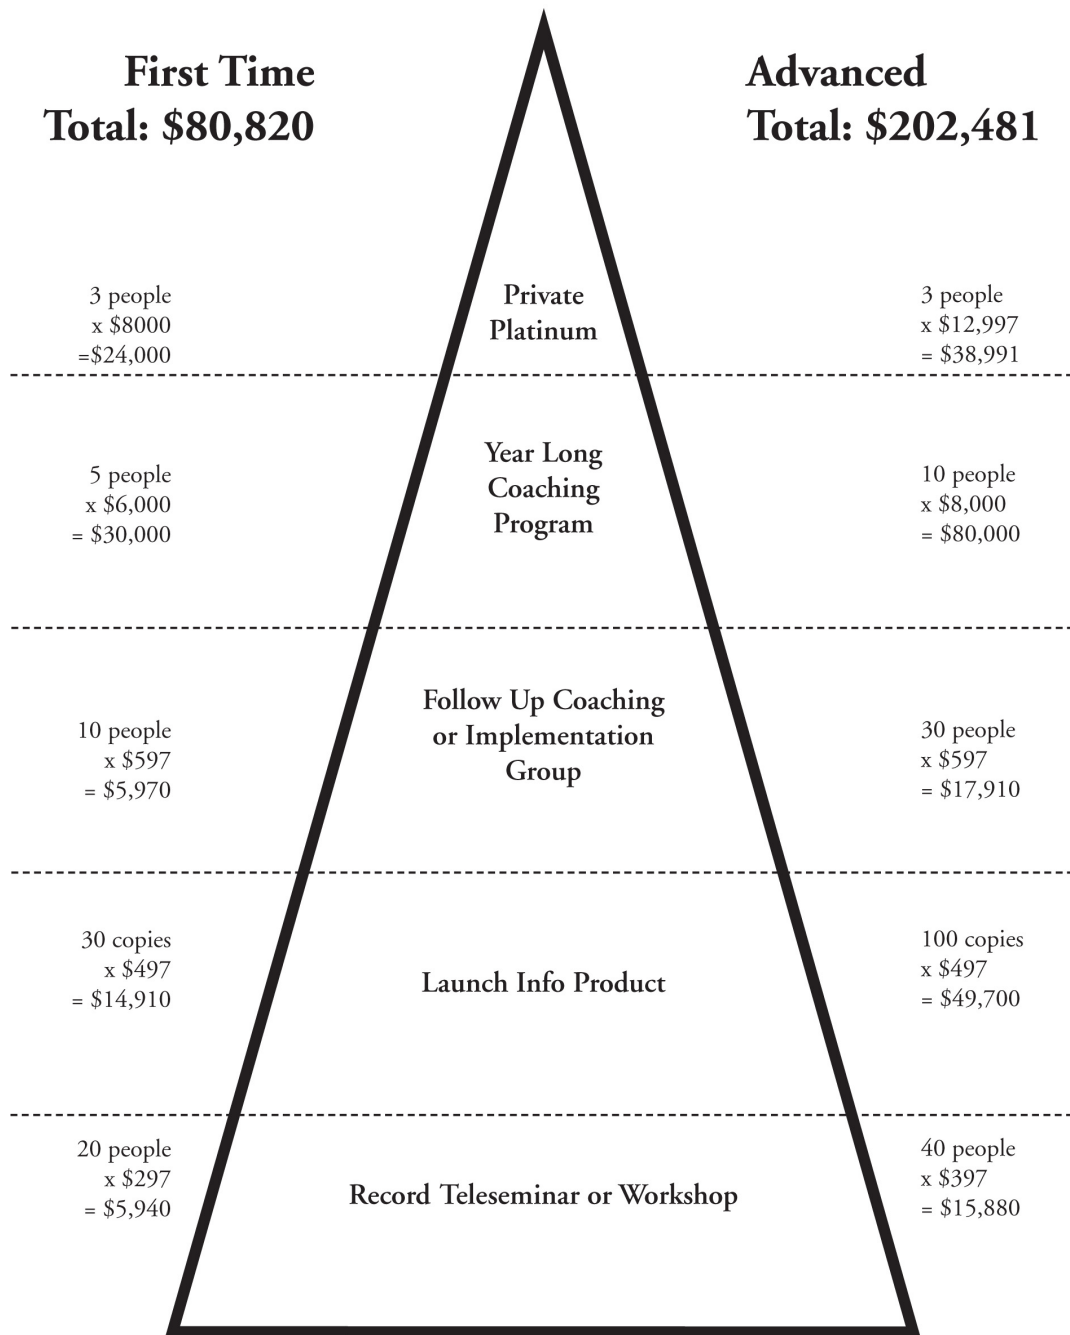 First Time
Total: $80,820
Advanced
Total: $202,481
3 people
x $8000
=$24,000
Private
Platinum
3 people
x $12,997
= $38,991
5 people
x $6,000
= $30,000
Year Long
Coaching
Program
10 people
x $8,000
= $80,000
10 people
x $597
= $5,970
Follow Up Coaching
or Implementation
Group
30 people
x $597
= $17,910
30 copies
x $497
= $14,910
Launch Info Product
100 copies
x $497
= $49,700
20 people
x $297
= $5,940
Record Teleseminar or Workshop
40 people
x $397
= $15,880